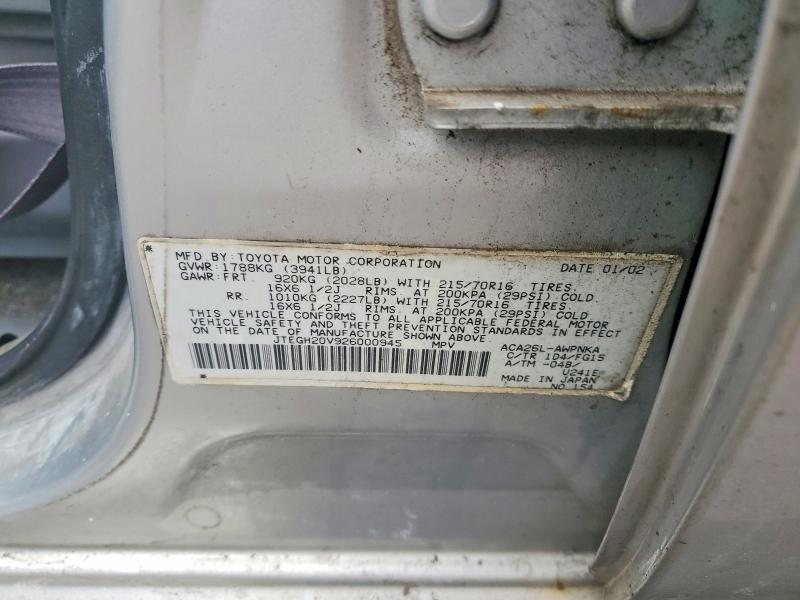 MFD BY: TOYOTA MOTOR CORPORATION DATE 01/02
GVWR: 1788KG (3941LB)
GAWR: FRT 920KG (2028LB) WITH 215/70R16 TIRES.
16X6 1/2J RIMS. AT 200KPA (29PSI) COLD.
RR. 1010KG (2227LB) WITH 215/70R16 TIRES.
16X6 1/2J RIMS. AT 200KPA (29PSI) COLD
THIS VEHICLE CONFORMS TO ALL APPLICABLE FEDERAL MOTOR
VEHICLE SAFETY AND THEFT PREVENTION STANDARDS IN EFFECT
ON THE DATE OF MANUFACTURE SHOWN ABOVE.
JTEGH20V926000945 MPV
ACA26L-AWPNKA
C/TR 1D4/FG15
A/TM -04B/
U241E
MADE IN JAPAN
NO.154